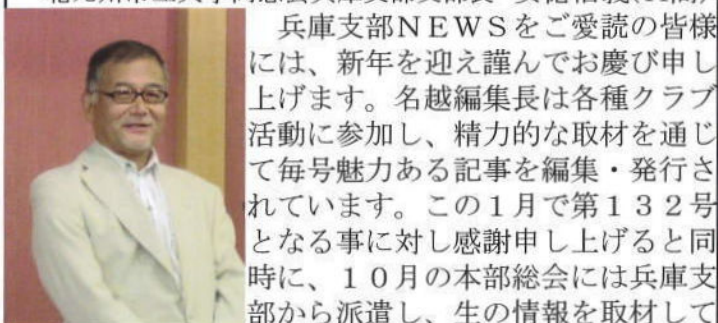 兵庫支部NEWSをご愛読の皆様
には、新年を迎え謹んでお慶び申し
上げます。名越編集長は各種クラブ
活動に参加し、精力的な取材を通じ
て毎号魅力ある記事を編集・発行さ
れています。この1月で第132号
となる事に対し感謝申し上げると同
時に、10月の本部総会には兵庫支
部から派遣し、生の情報を取材して